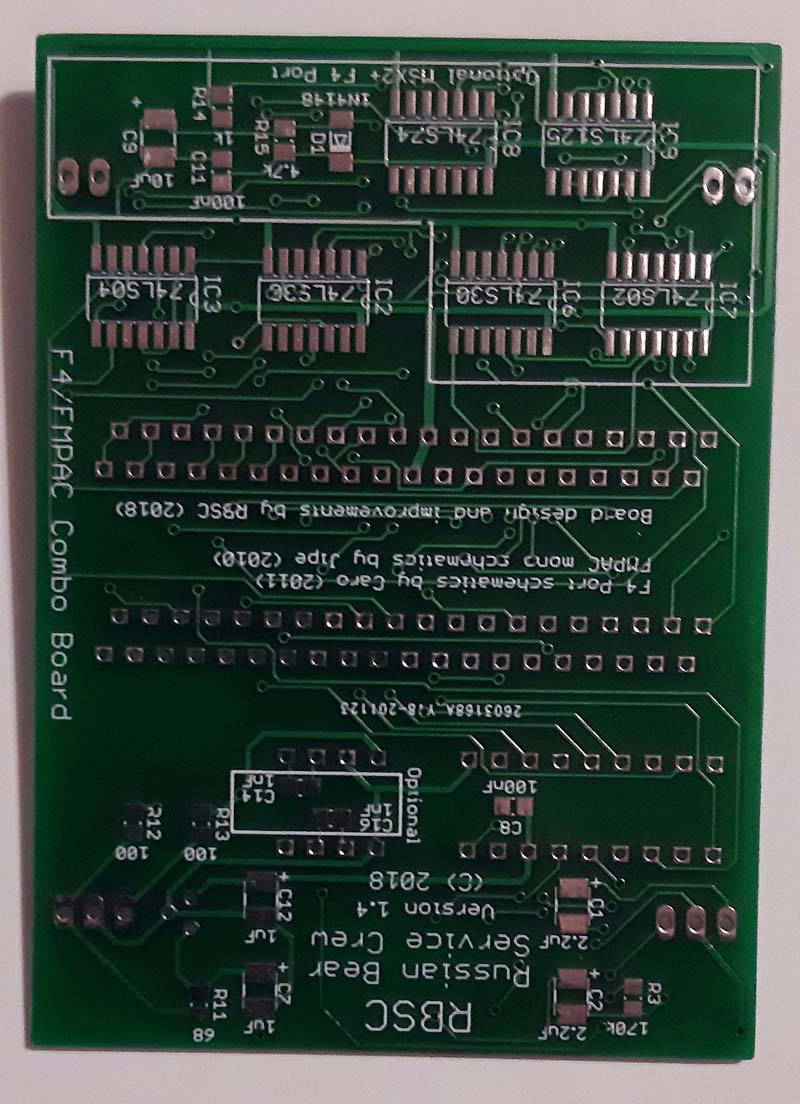 170k
2.2uF
R3
C2
+
RBSC
Russian Bear
Service Crew
Version 1.4
(C) 2018
1uF
68
C7
R11
+
2.2uF
C1
+
1uF
C12
+
C8
100nF
Optional
C16
1nF
C14
1nF
100
R13
100
R12
F4 Port schematics by Caro (2011)
FMPAC mono schematics by Jipe (2010)
Board design and improvements by RBSC (2018)
F4/FMPAC Combo Board
IC7
74LS02
IC6
74LS30
IC2
IC3
74LS04
IC9
74LS125
IC8
74LS74
D1
1N4148
4.7k
R15
100nF
C11
1k
R14
10uF
C9
+
Optional MSX2+ F4 Port